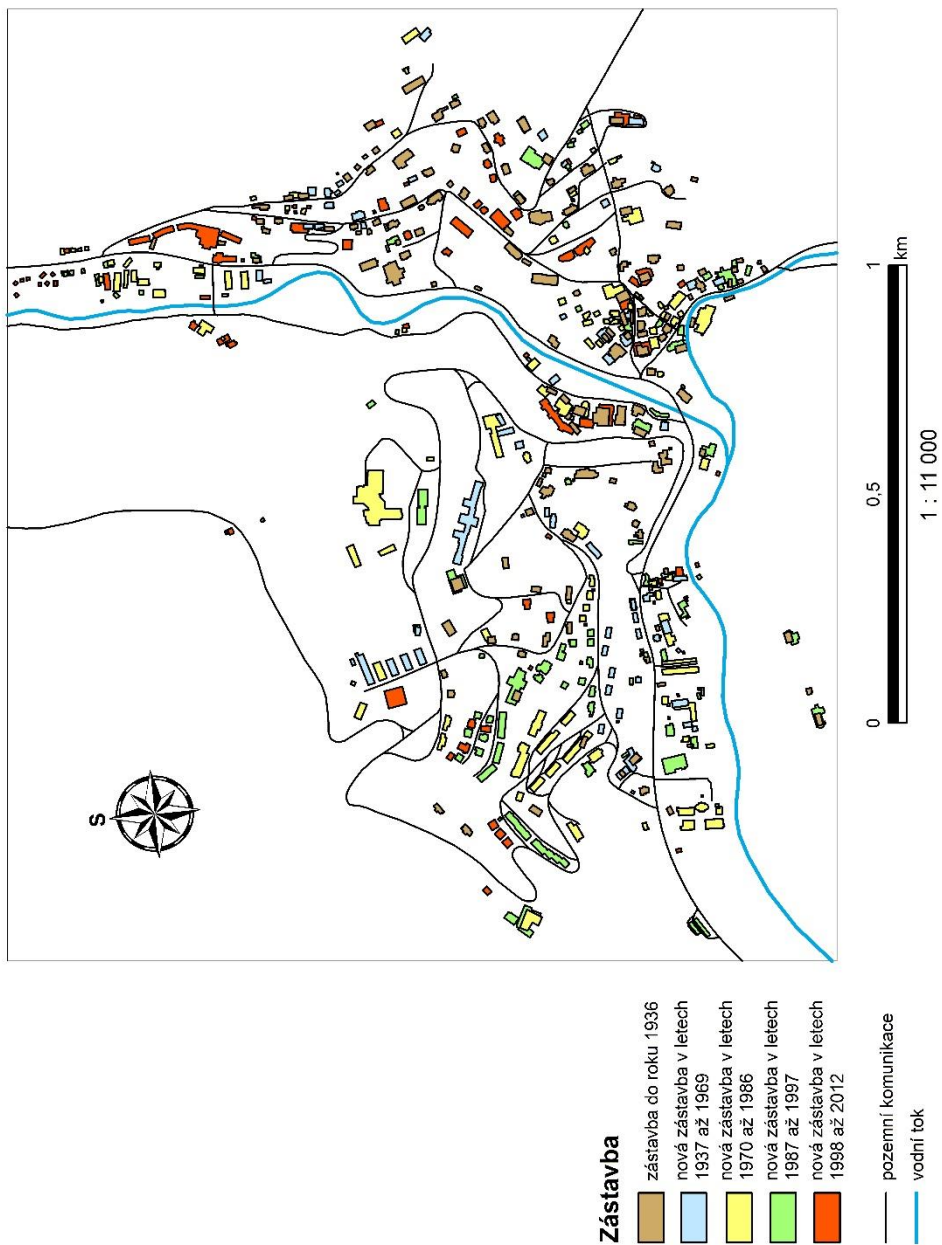 S
Zástavba
zástavba do roku 1936
nová zástavba v letech
1937 až 1969
nová zástavba v letech
1970 až 1986
nová zástavba v letech
1987 až 1997
nová zástavba v letech
1998 až 2012
pozemní komunikace
vodní tok
0 0,5 1
km
1 : 11 000